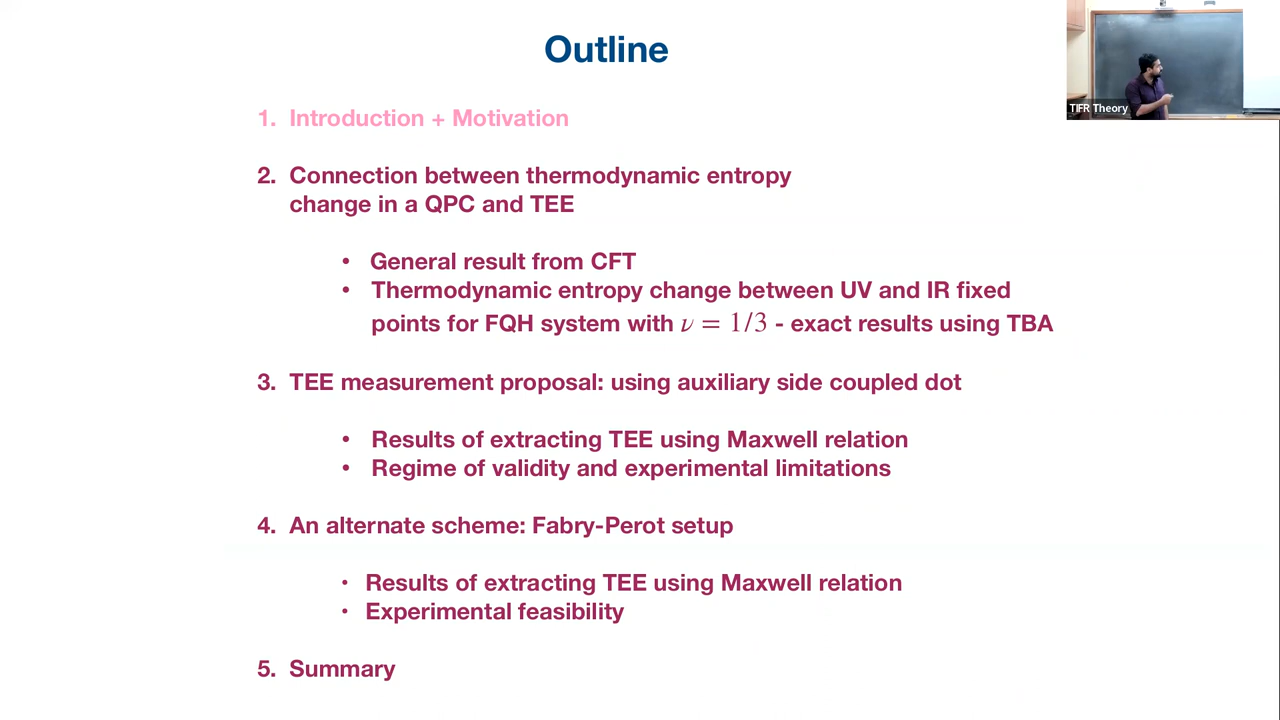 Outline
TIFR Theory
1. Introduction + Motivation
2. Connection between thermodynamic entropy
change in a QPC and TEE
• General result from CFT
• Thermodynamic entropy change between UV and IR fixed
points for FQH system with ν = 1/3 - exact results using TBA
3. TEE measurement proposal: using auxiliary side coupled dot
• Results of extracting TEE using Maxwell relation
• Regime of validity and experimental limitations
4. An alternate scheme: Fabry-Perot setup
• Results of extracting TEE using Maxwell relation
• Experimental feasibility
5. Summary